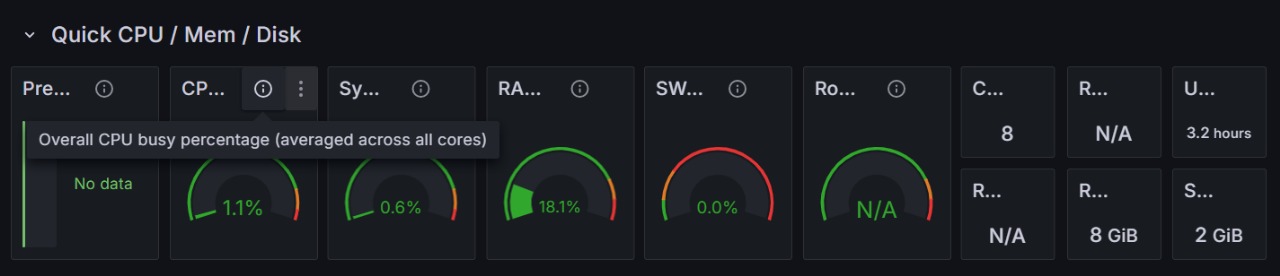 Quick CPU / Mem / Disk
Pre...
CP...
Sy...
RA...
SW...
Ro...
C...
R...
U...
8
N/A
3.2 hours
Overall CPU busy percentage (averaged across all cores)
No data
1.1%
0.6%
18.1%
0.0%
N/A
R...
R...
S...
N/A
8 GiB
2 GiB